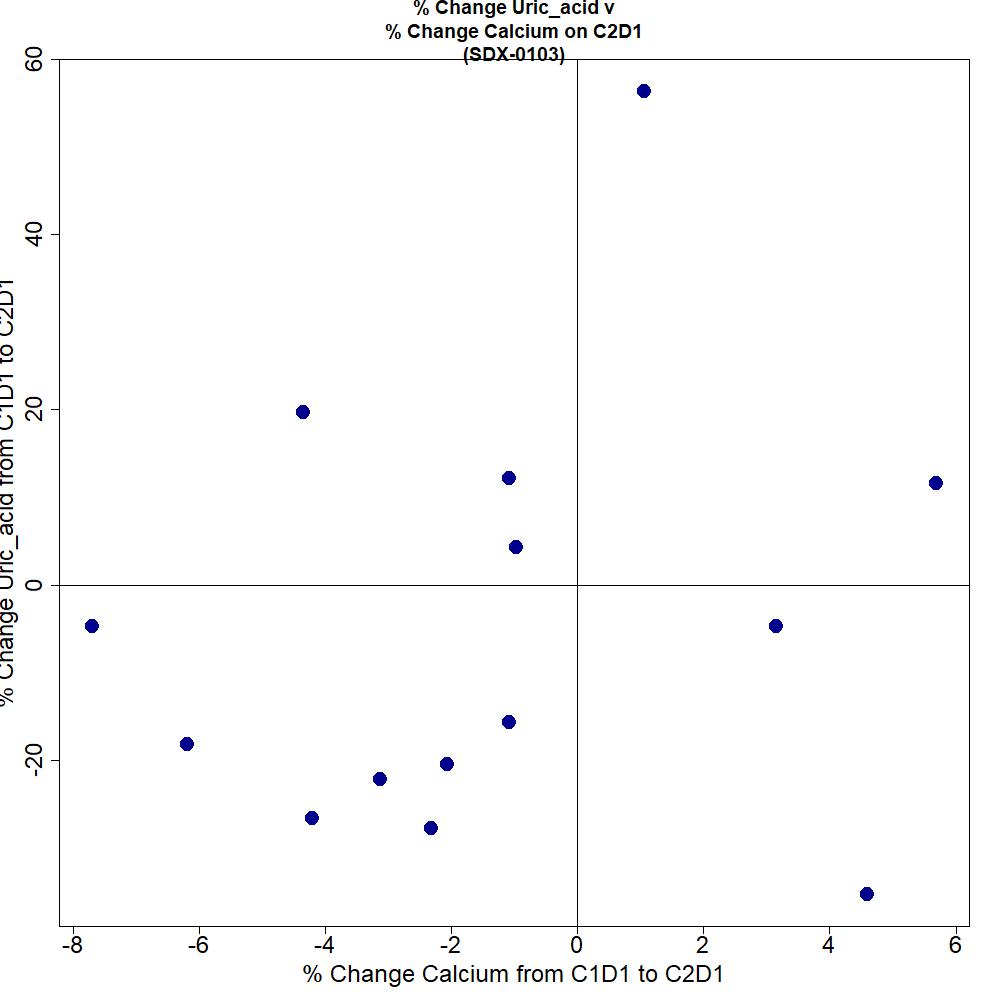 % Change Uric_acid v
% Change Calcium on C2D1
(SDX-0103)
% Change Uric_acid from C1D1 to C2D1
60
40
20
0
-20
-8 -6 -4 -2 0 2 4 6
% Change Calcium from C1D1 to C2D1